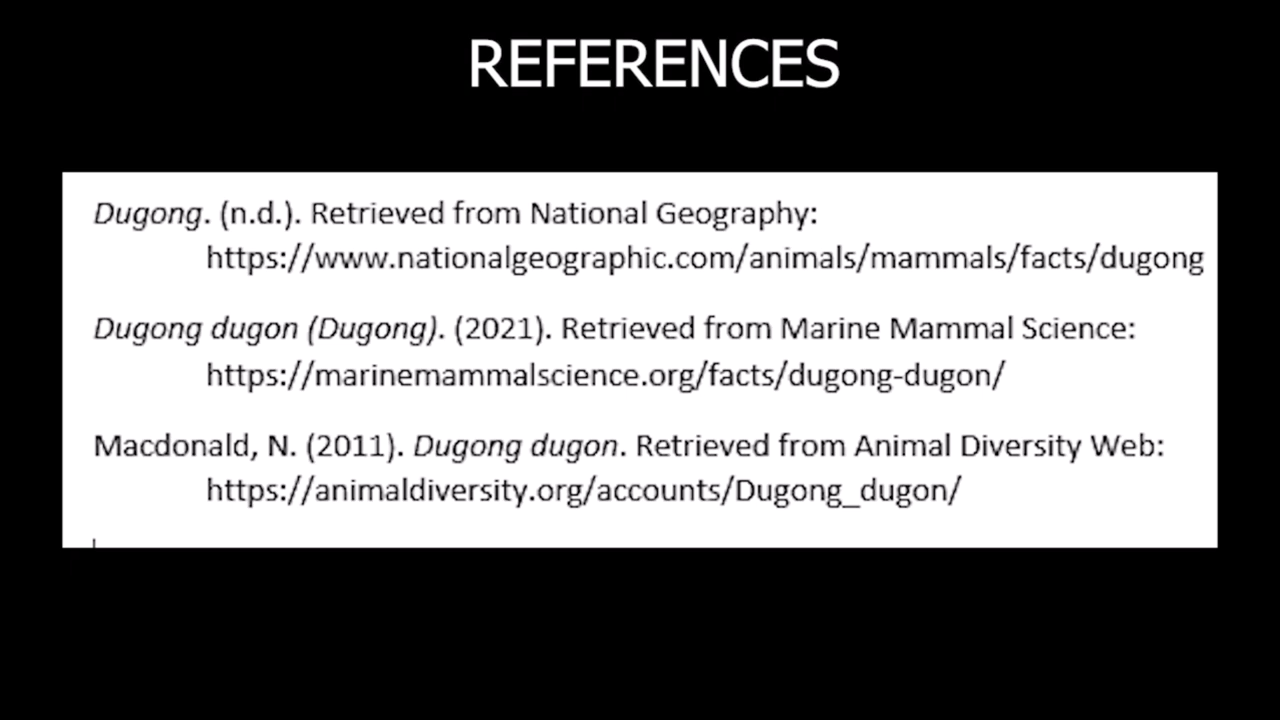 REFERENCES
Dugong. (n.d.). Retrieved from National Geography:
https://www.nationalgeographic.com/animals/mammals/facts/dugong
Dugong dugon (Dugong). (2021). Retrieved from Marine Mammal Science:
https://marinemammalscience.org/facts/dugong-dugon/
Macdonald, N. (2011). Dugong dugon. Retrieved from Animal Diversity Web:
https://animaldiversity.org/accounts/Dugong_dugon/